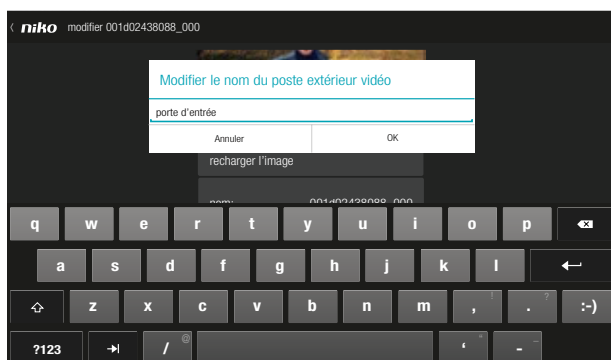 niko modifier 001d02438088_000
Modifier le nom du poste extérieur vidéo
porte d'entrée
Annuler OK
recharger l'image
nom: 001d02438088_000
q w e r t y u i o p
a s d f g h j k l
z x c v b n m , ! . ? :-)
?123 / @ ‘ “ - _